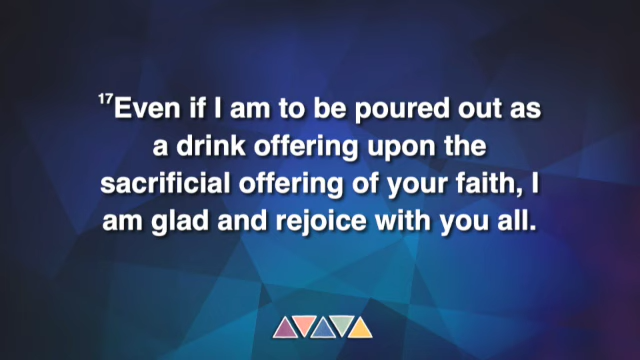 17Even if I am to be poured out as
a drink offering upon the
sacrificial offering of your faith, I
am glad and rejoice with you all.